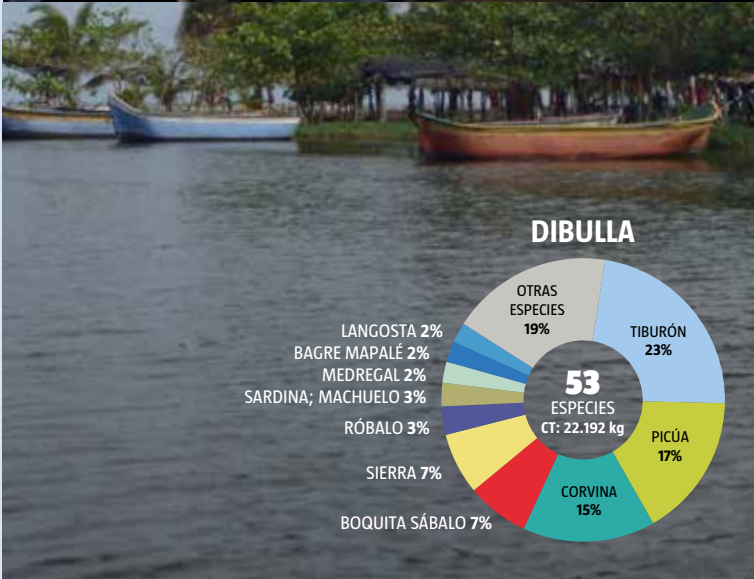 DIBULLA
OTRAS
ESPECIES
19%
TIBURÓN
23%
PICÚA
17%
CORVINA
15%
BOQUITA SÁBALO 7%
SIERRA 7%
RÓBALO 3%
SARDINA; MACHUELO 3%
MEDREGAL 2%
BAGRE MAPALÉ 2%
LANGOSTA 2%
53
ESPECIES
CT: 22.192 kg